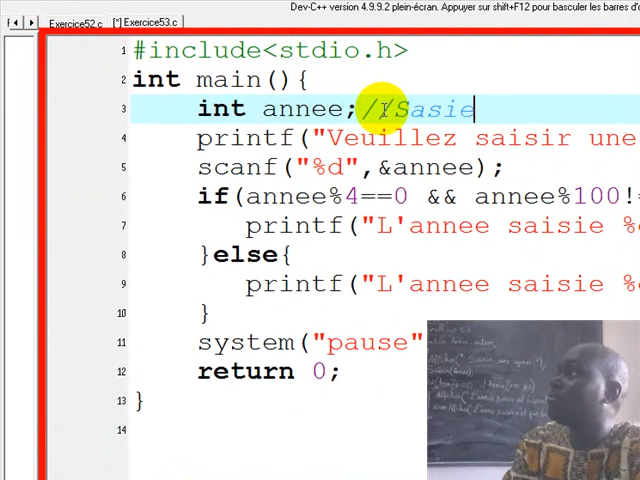 Dev-C++ version 4.9.9.2 plein-écran. Appuyer sur shift+F12 pour basculer les barres d'
Exercice52.c [*] Exercice53.c
1 #include<stdio.h>
2 int main(){
3 int annee;//Sasie
4 printf("Veuillez saisir une
5 scanf("%d",&annee);
6 if(annee%4==0 && annee%100!=
7 printf("L'annee saisie %
8 }else{
9 printf("L'annee saisie %
10 }
11 system("pause"
12 return 0;
13 }
14